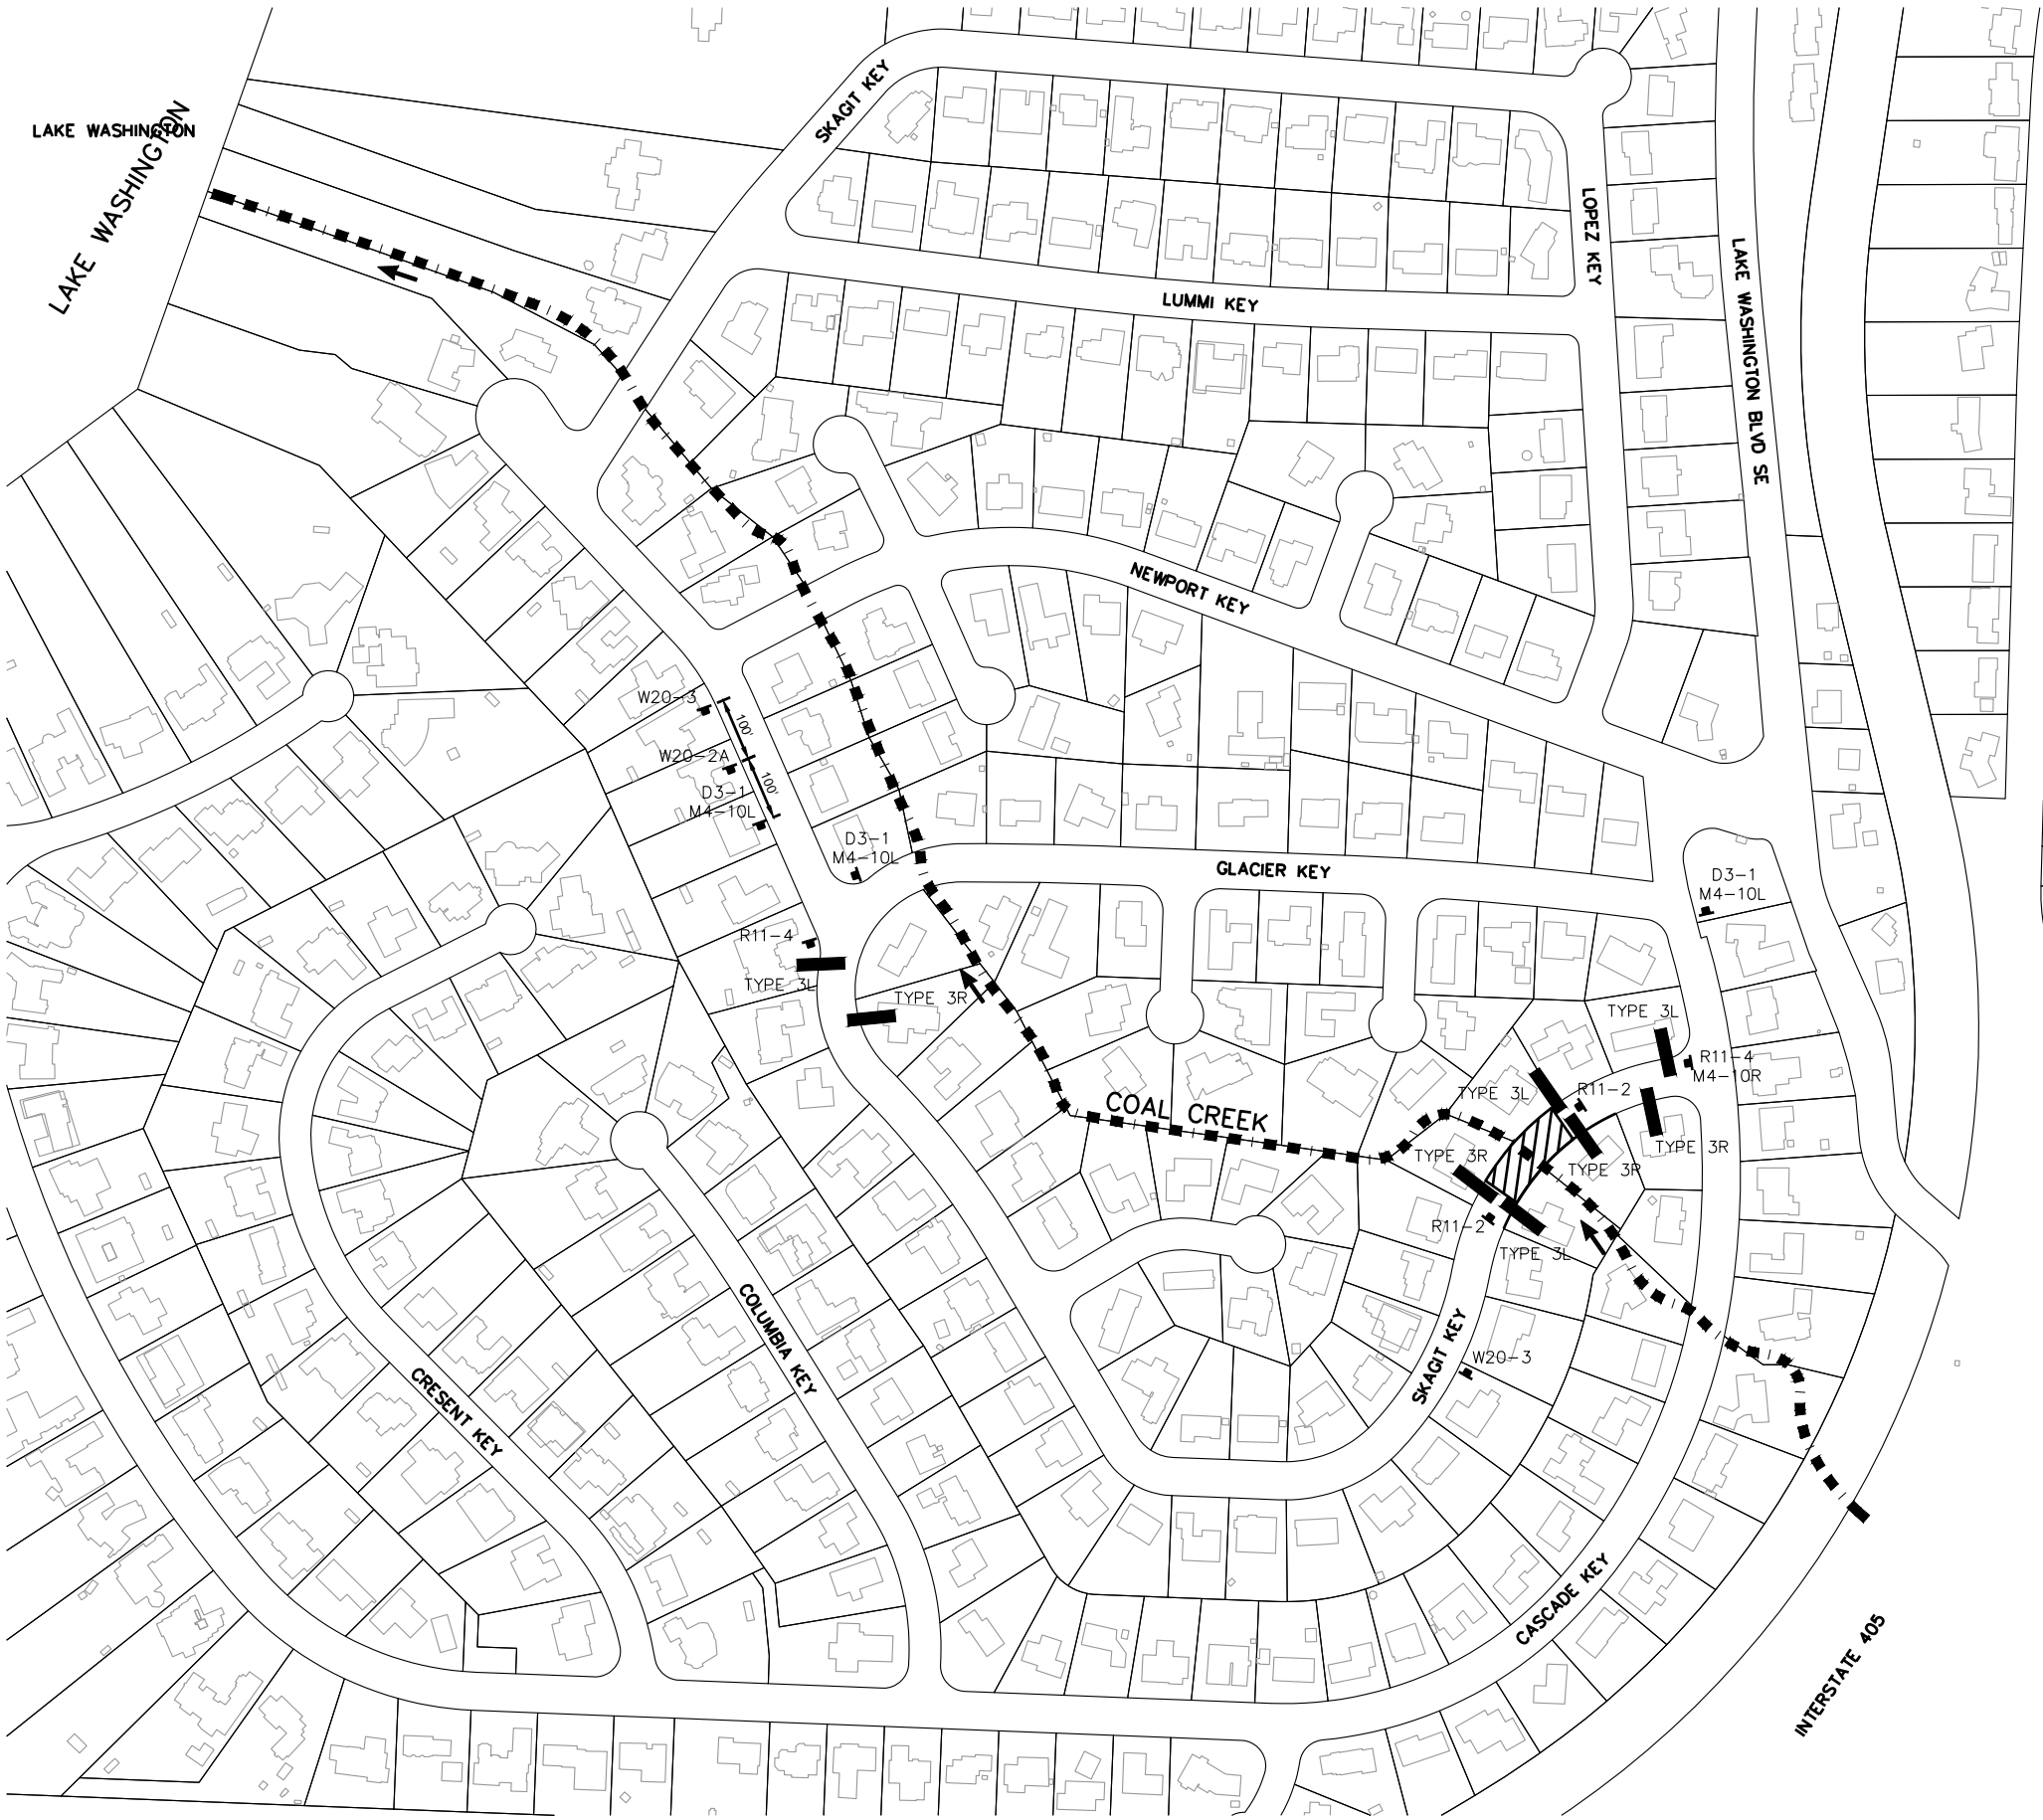 SKAGIT KEY
LAKE WASHINGTON
LAKE WASHINGTON
LOPEZ KEY
LAKE WASHINGTON BLVD SE
LUMMI KEY
NEWPORT KEY
W20-3
100'
W20-2A
100'
D3-1
M4-10L
D3-1
M4-10L
GLACIER KEY
D3-1
M4-10L
R11-4
TYPE 3L
TYPE 3R
TYPE 3L
R11-4
M4-10R
TYPE 3L
R11-2
COAL CREEK
TYPE 3R
TYPE 3R
TYPE 3R
R11-2
TYPE 3L
COLUMBIA KEY
SKAGIT KEY
W20-3
CRESENT KEY
CASCADE KEY
INTERSTATE 405